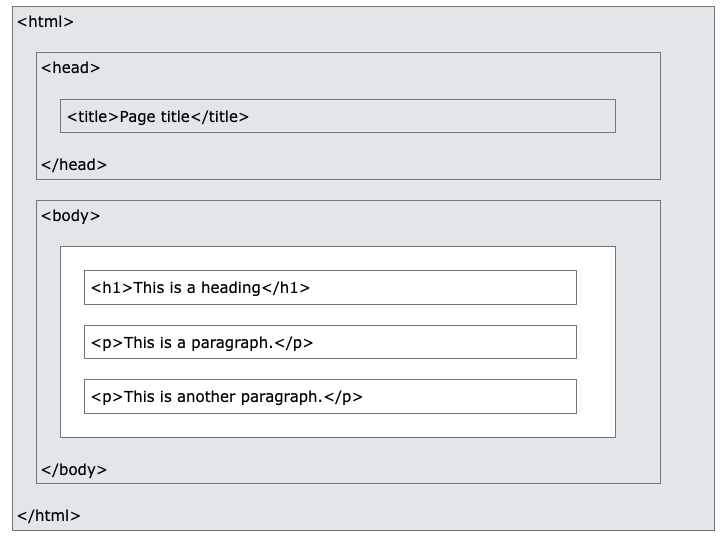 <html>
<head>
<title>Page title</title>
</head>
<body>
<h1>This is a heading</h1>
<p>This is a paragraph.</p>
<p>This is another paragraph.</p>
</body>
</html>